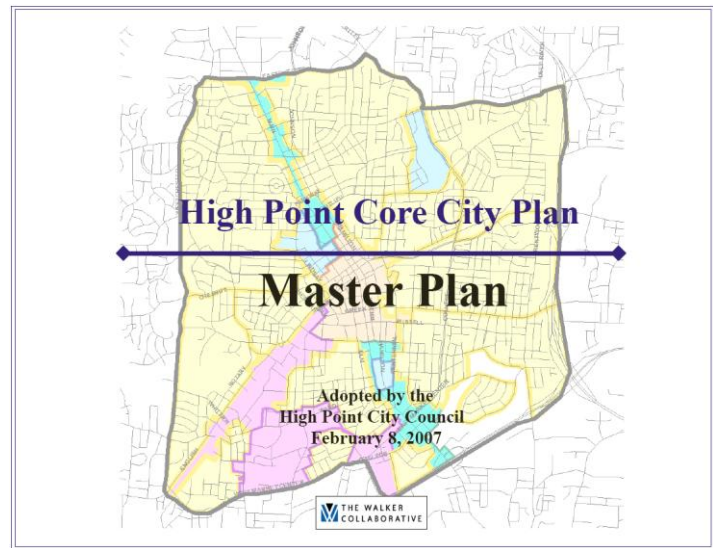 High Point Core City Plan
Master Plan
Adopted by the
High Point City Council
February 8, 2007
THE WALKER
COLLABORATIVE